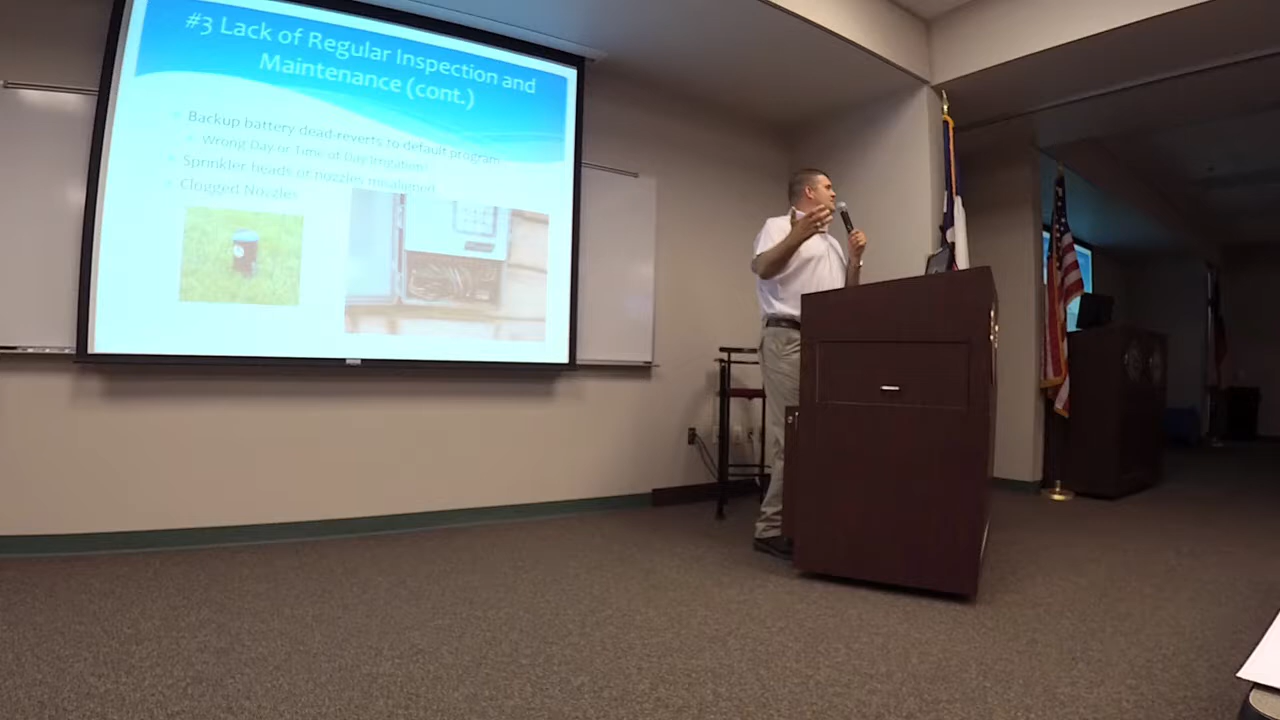 #3 Lack of Regular Inspection and
Maintenance (cont.)
Backup battery dead-reverts to default program
Wrong Day or Time of Day Irrigation!
Sprinkler heads or nozzles misaligned
Clogged Nozzles